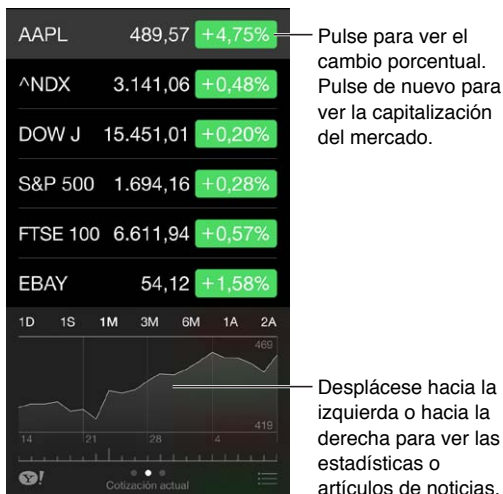 AAPL 489,57 +4,75%
^NDX 3.141,06 +0,48%
DOW J 15.451,01 +0,20%
S&P 500 1.694,16 +0,28%
FTSE 100 6.611,94 +0,57%
EBAY 54,12 +1,58%
1D 1S 1M 3M 6M 1A 2A
469
419
14 21 28 4
Y!
Cotización actual
Pulse para ver el
cambio porcentual.
Pulse de nuevo para
ver la capitalización
del mercado.
Desplácese hacia la
izquierda o hacia la
derecha para ver las
estadísticas o
artículos de noticias.